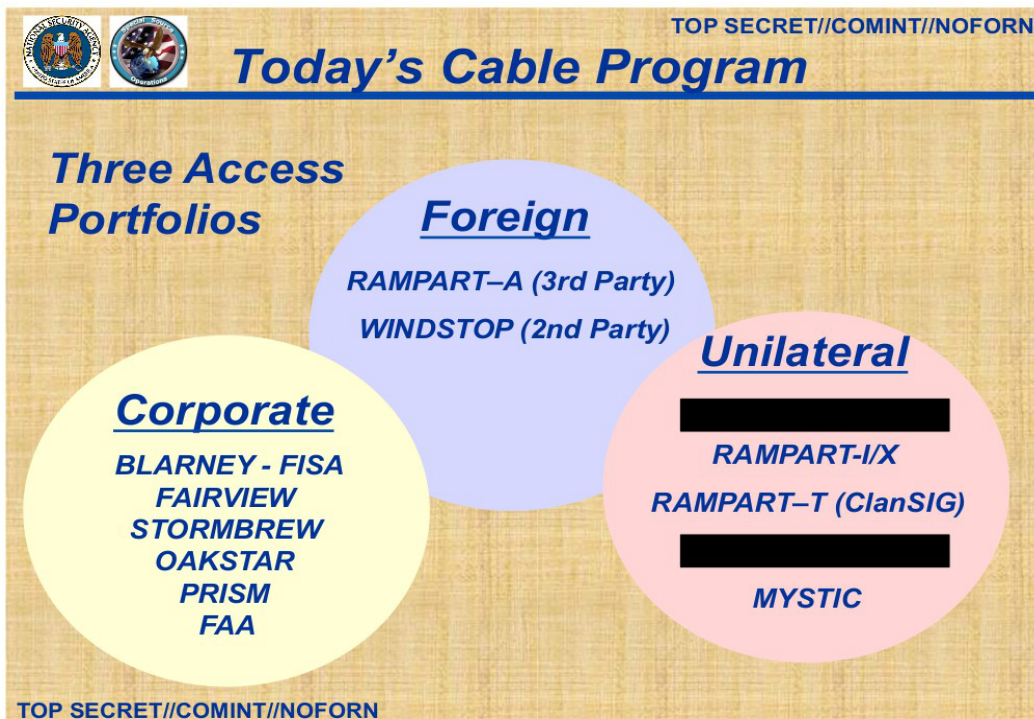 TOP SECRET//COMINT//NOFORN
Today's Cable Program
Three Access
Portfolios
Foreign
RAMPART–A (3rd Party)
WINDSTOP (2nd Party)
Corporate
BLARNEY - FISA
FAIRVIEW
STORMBREW
OAKSTAR
PRISM
FAA
Unilateral
RAMPART-I/X
RAMPART–T (ClanSIG)
MYSTIC
TOP SECRET//COMINT//NOFORN